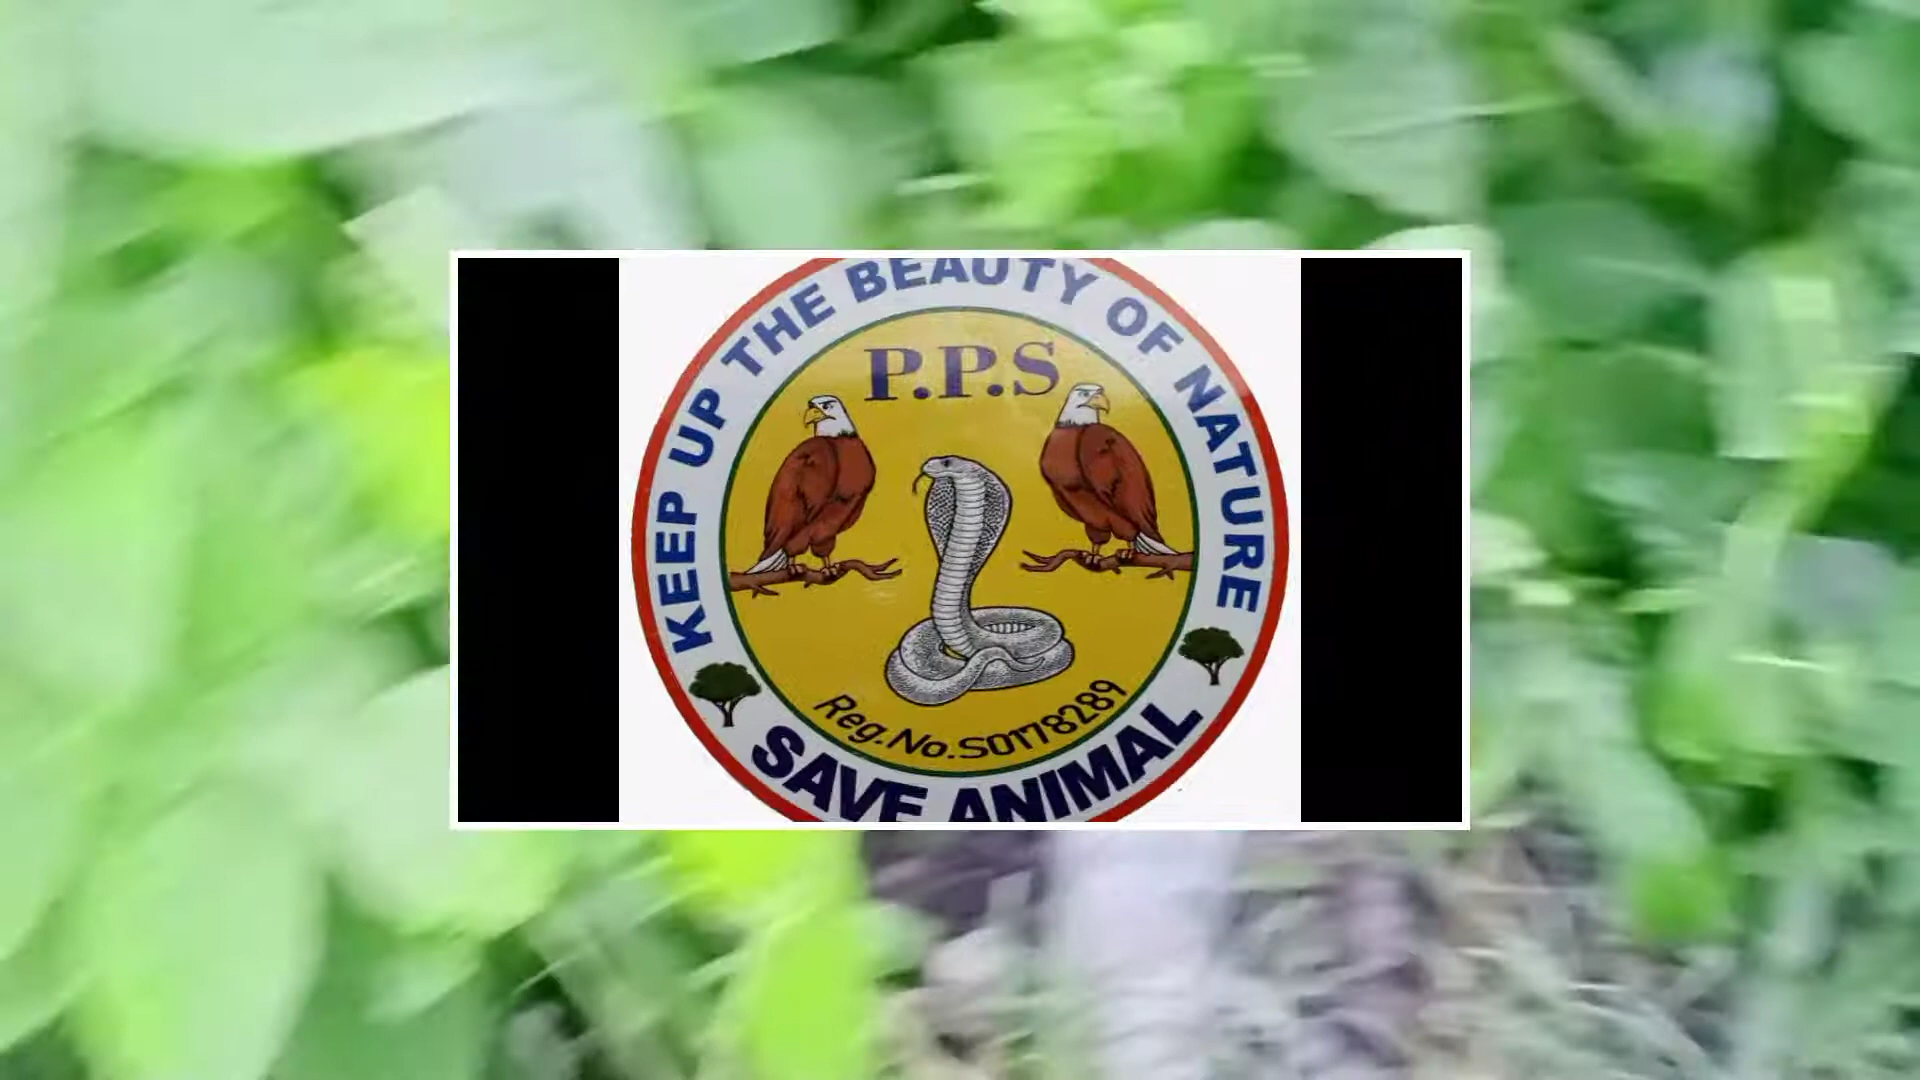 KEEP UP THE BEAUTY OF NATURE
P.P.S
Reg.No.S0178289
SAVE ANIMAL